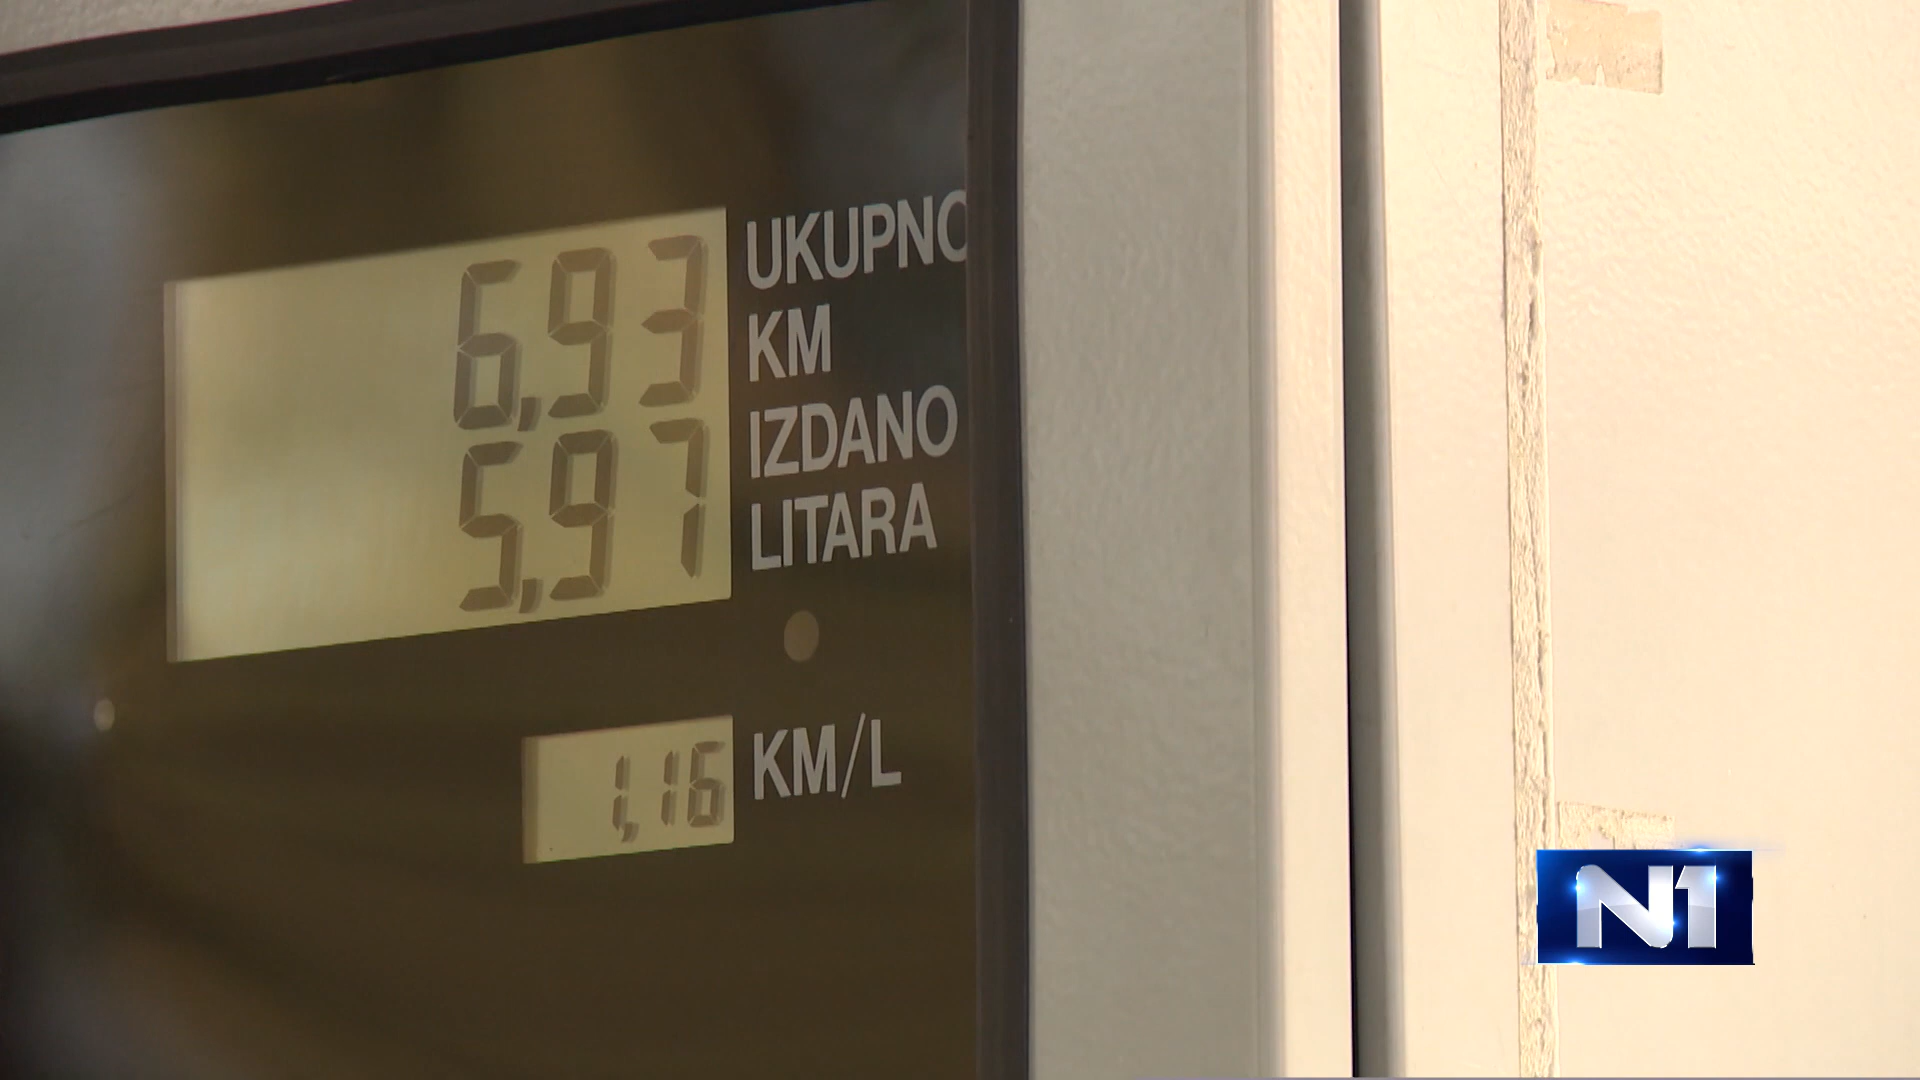 6,93 UKUPNO
KM
5,97 IZDANO
LITARA
1,16 KM/L
N1